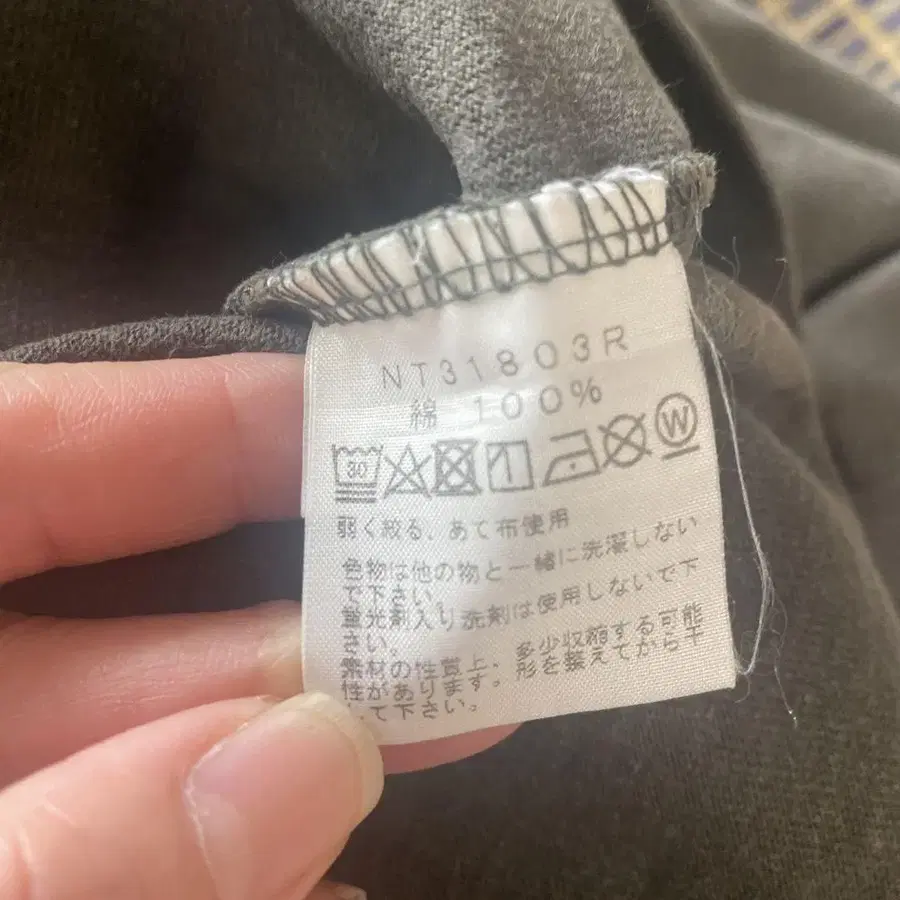 NT31803R
綿 100%
30
W
弱く絞る、あて布使用
色物は他の物と一緒に洗濯しない
で下さい。
蛍光剤入り洗剤は使用しないで下
さい。
素材の性質上、多少収縮する可能
性があります。形を整えてから干
して下さい。